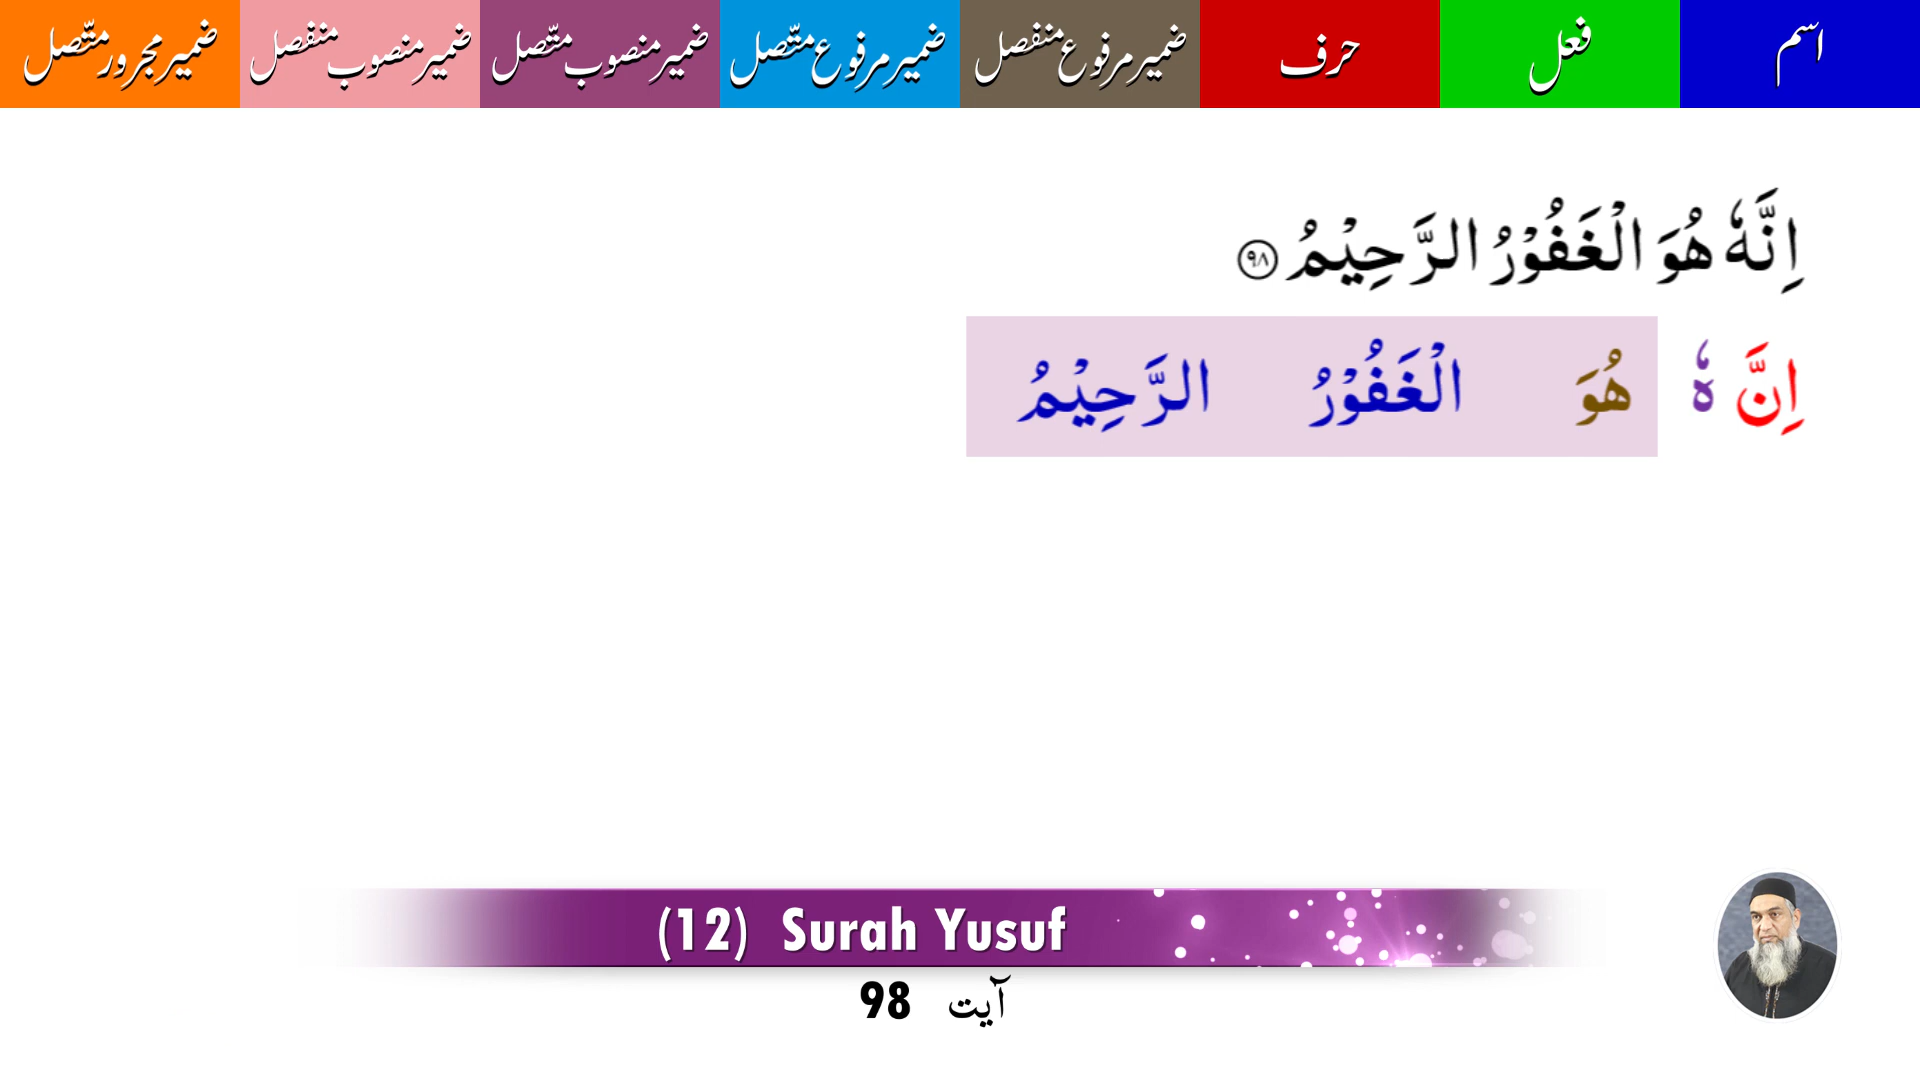 اسم فعل حرف ضمیر مرفوع منفصل ضمیر مرفوع متّصل ضمیر منصوب متّصل ضمیر منصوب منفصل ضمیر مجرور متّصل
اِنَّهٗ هُوَ الْغَفُوْرُ الرَّحِیْمُ ۹۸
اِنَّ هٗ هُوَ الْغَفُوْرُ الرَّحِیْمُ
(12) Surah Yusuf
آیت 98